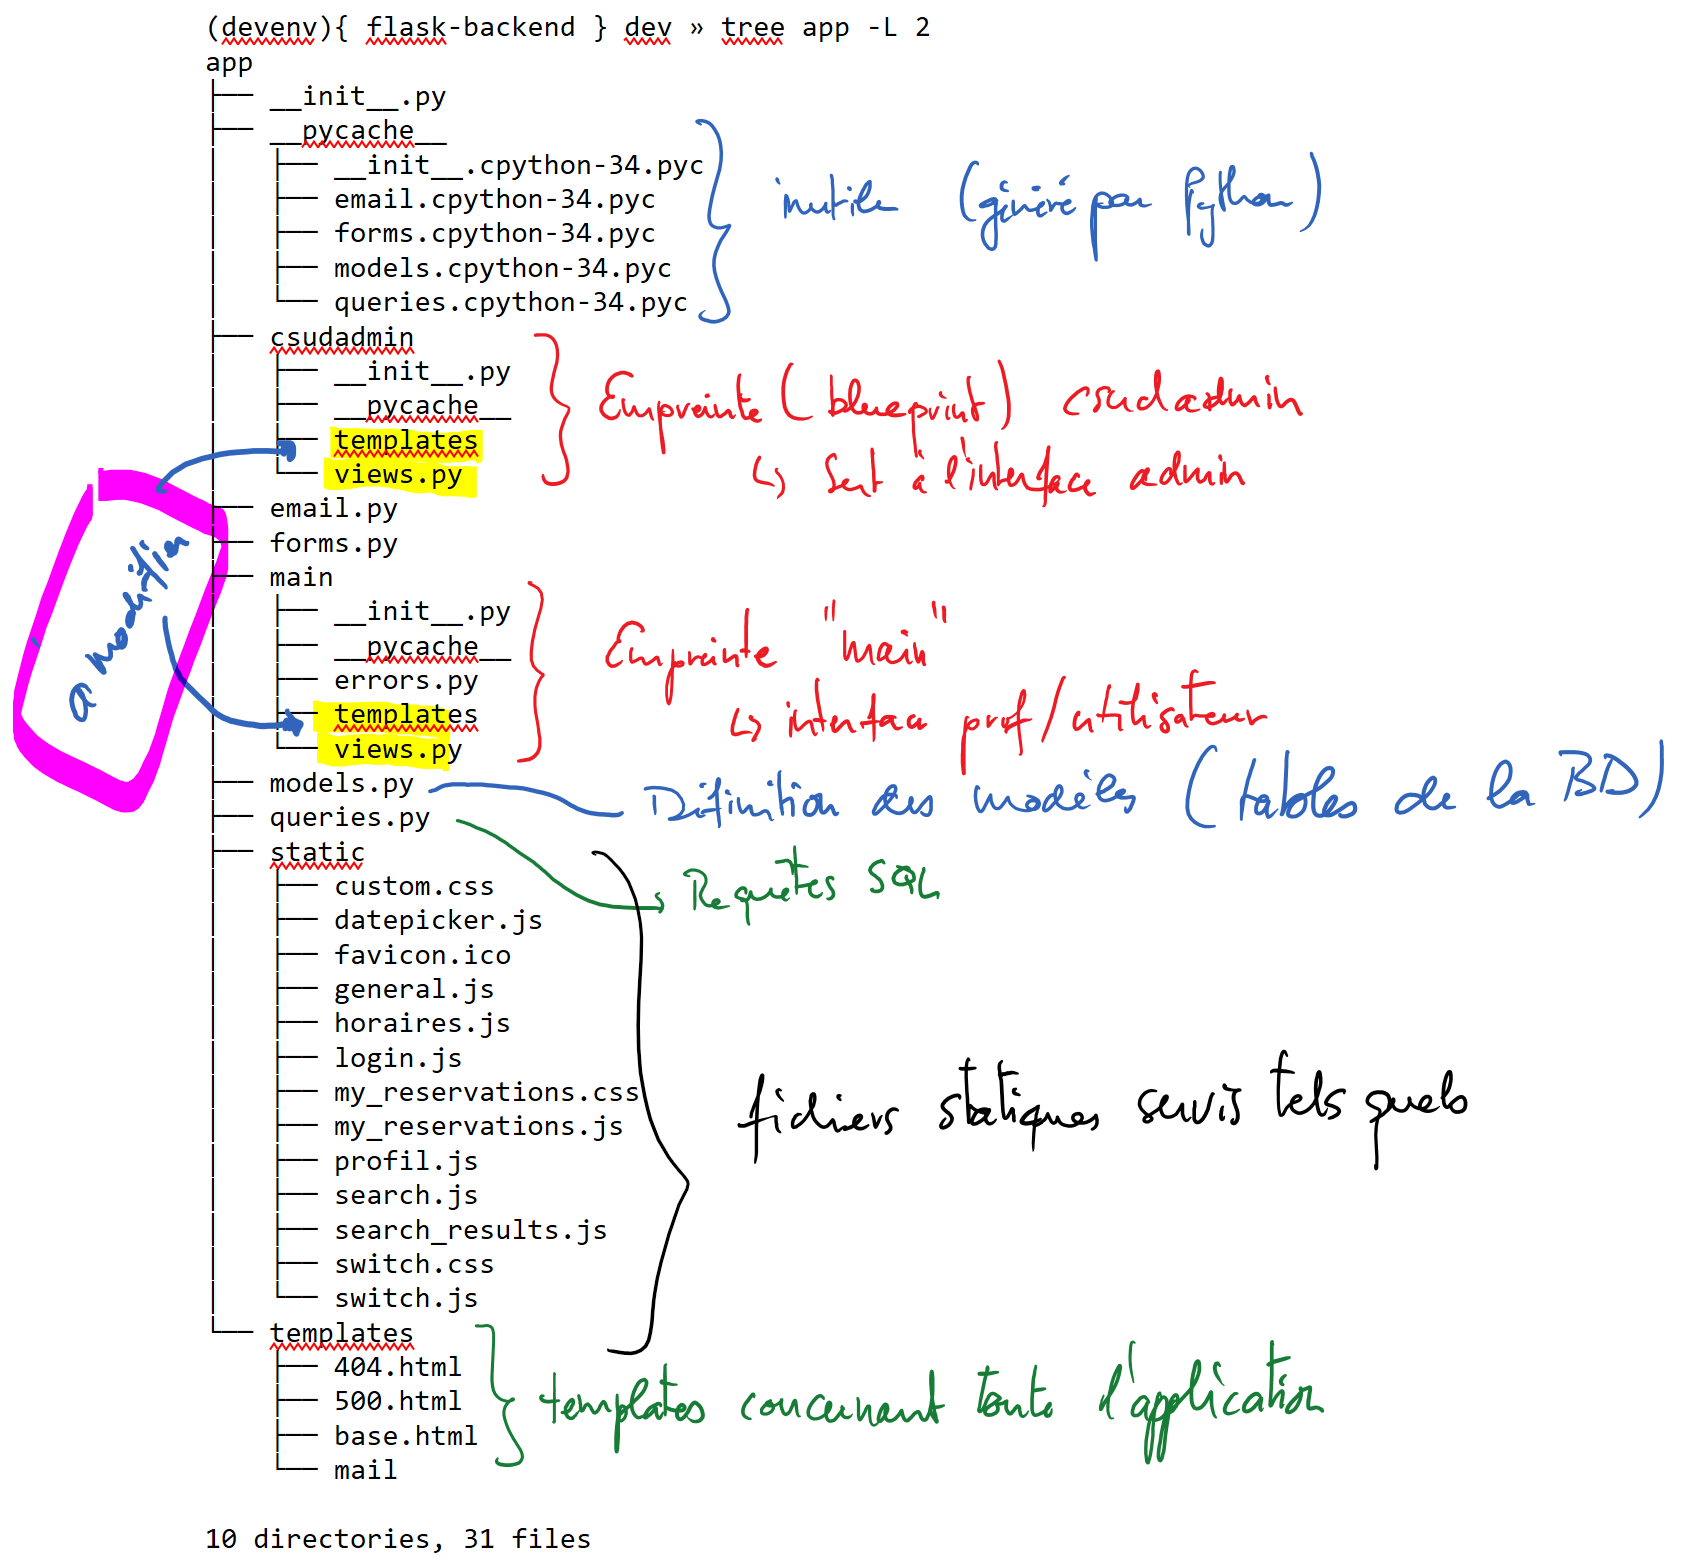 (devenv){ flask-backend } dev » tree app -L 2
app
├── __init__.py
├── __pycache__
│   ├── __init__.cpython-34.pyc
│   ├── email.cpython-34.pyc
│   ├── forms.cpython-34.pyc
│   ├── models.cpython-34.pyc
│   └── queries.cpython-34.pyc
inutile (généré par Python)
├── csudadmin
│   ├── __init__.py
│   ├── __pycache__
│   ├── templates
│   └── views.py
Empreinte (blueprint) csudadmin
↳ Sert à l'interface admin
├── email.py
├── forms.py
├── main
│   ├── __init__.py
│   ├── __pycache__
│   ├── errors.py
│   ├── templates
│   └── views.py
Empreinte "main"
↳ interface prof/utilisateur
à modifier
├── models.py
Définition des modèles (tables de la BD)
├── queries.py
Requêtes SQL
├── static
│   ├── custom.css
│   ├── datepicker.js
│   ├── favicon.ico
│   ├── general.js
│   ├── horaires.js
│   ├── login.js
│   ├── my_reservations.css
│   ├── my_reservations.js
│   ├── profil.js
│   ├── search.js
│   ├── search_results.js
│   ├── switch.css
│   └── switch.js
fichiers statiques servis tels quels
└── templates
    ├── 404.html
    ├── 500.html
    ├── base.html
    └── mail
templates concernant toute l'application
10 directories, 31 files